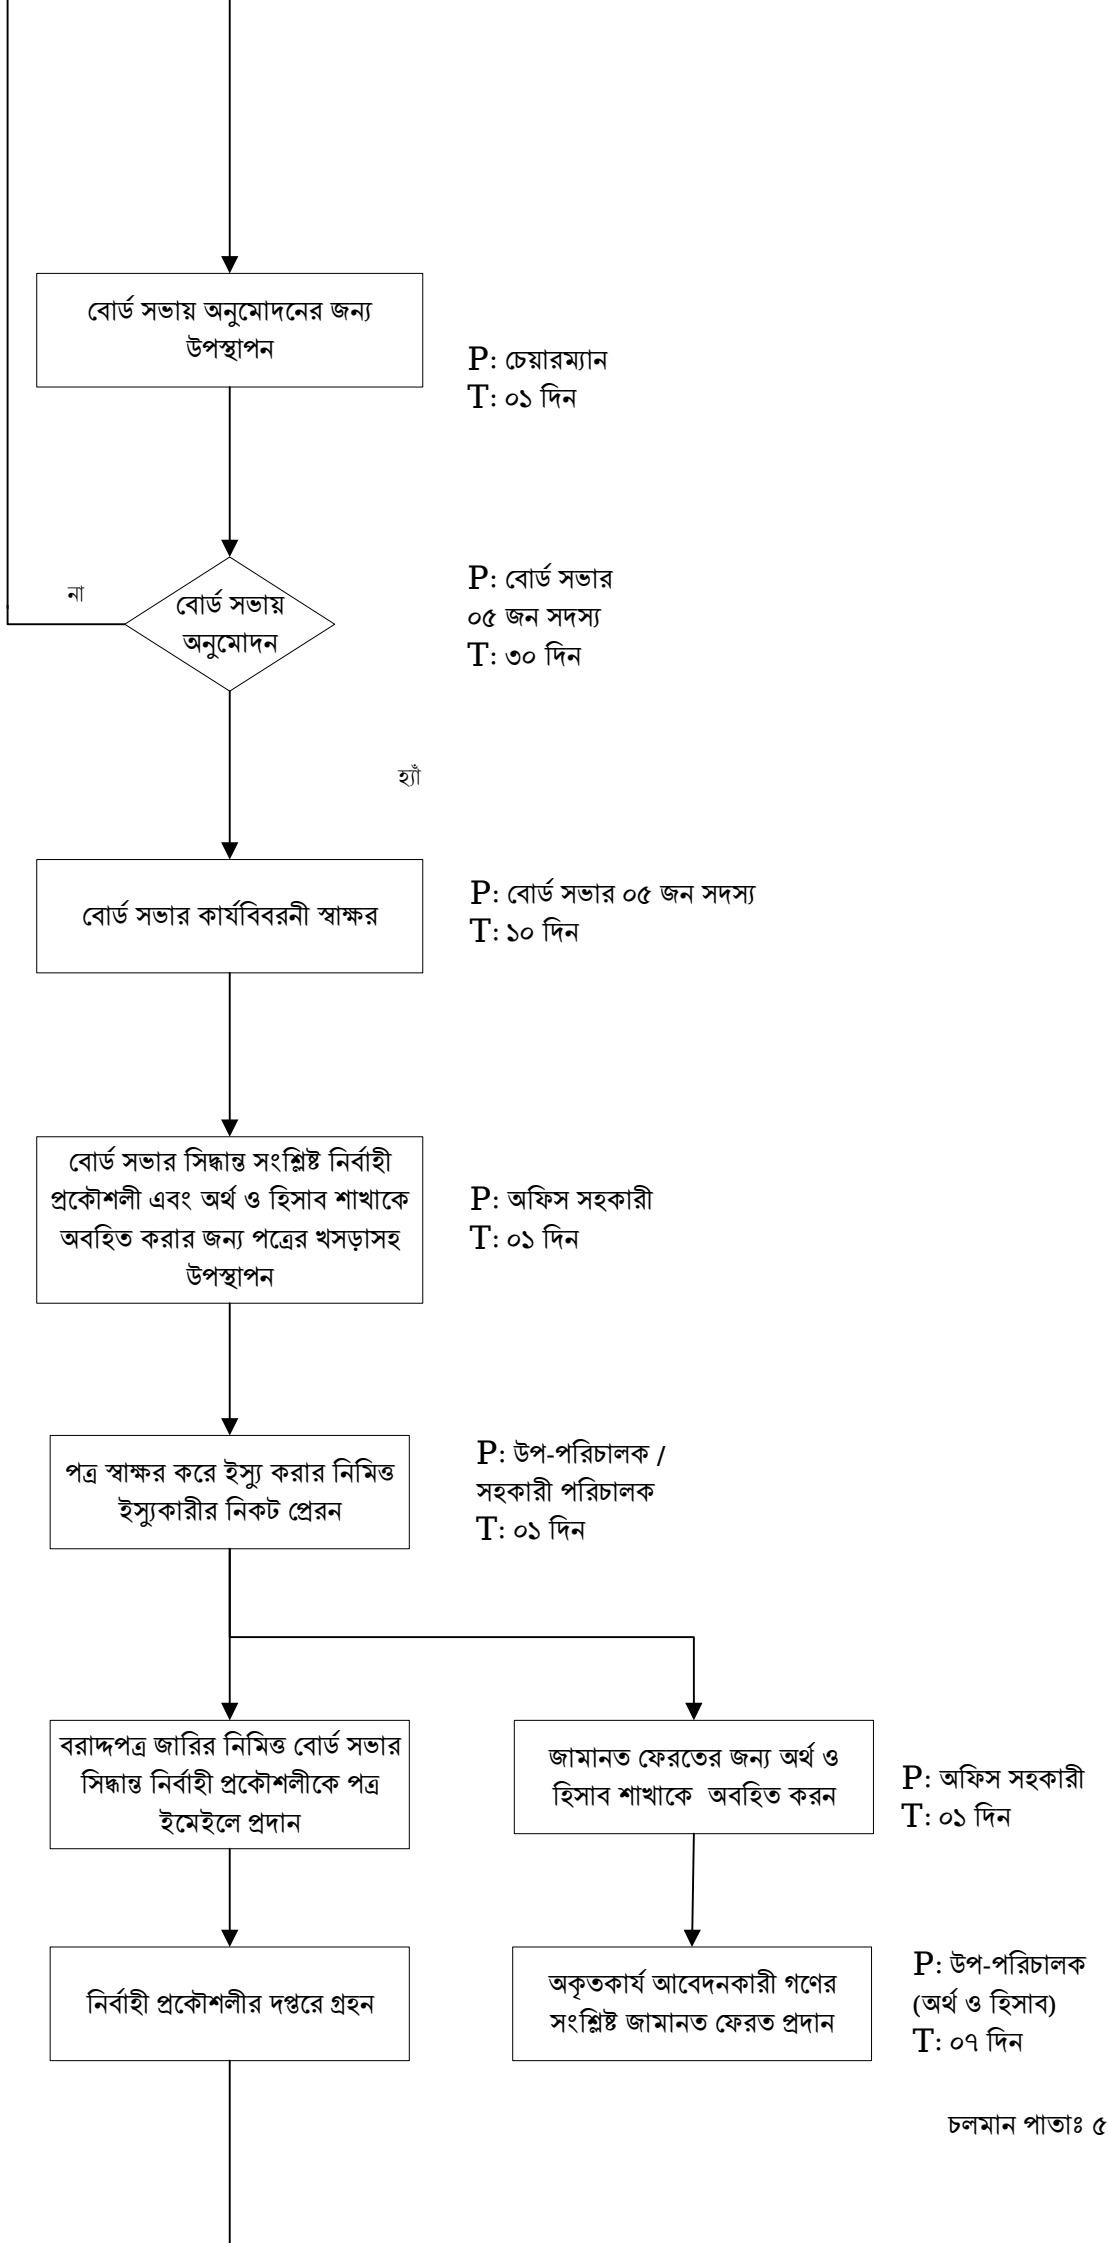 বোর্ড সভায় অনুমোদনের জন্য
উপস্থাপন
P: চেয়ারম্যান
T: ০১ দিন
না
বোর্ড সভায়
অনুমোদন
P: বোর্ড সভার
০৫ জন সদস্য
T: ৩০ দিন
হ্যাঁ
বোর্ড সভার কার্যবিবরনী স্বাক্ষর
P: বোর্ড সভার ০৫ জন সদস্য
T: ১০ দিন
বোর্ড সভার সিদ্ধান্ত সংশ্লিষ্ট নির্বাহী
প্রকৌশলী এবং অর্থ ও হিসাব শাখাকে
অবহিত করার জন্য পত্রের খসড়াসহ
উপস্থাপন
P: অফিস সহকারী
T: ০১ দিন
পত্র স্বাক্ষর করে ইস্যু করার নিমিত্ত
ইস্যুকারীর নিকট প্রেরন
P: উপ-পরিচালক /
সহকারী পরিচালক
T: ০১ দিন
বরাদ্দপত্র জারির নিমিত্ত বোর্ড সভার
সিদ্ধান্ত নির্বাহী প্রকৌশলীকে পত্র
ইমেইলে প্রদান
জামানত ফেরতের জন্য অর্থ ও
হিসাব শাখাকে অবহিত করন
P: অফিস সহকারী
T: ০১ দিন
নির্বাহী প্রকৌশলীর দপ্তরে গ্রহন
অকৃতকার্য আবেদনকারী গণের
সংশ্লিষ্ট জামানত ফেরত প্রদান
P: উপ-পরিচালক
(অর্থ ও হিসাব)
T: ০৭ দিন
চলমান পাতাঃ ৫